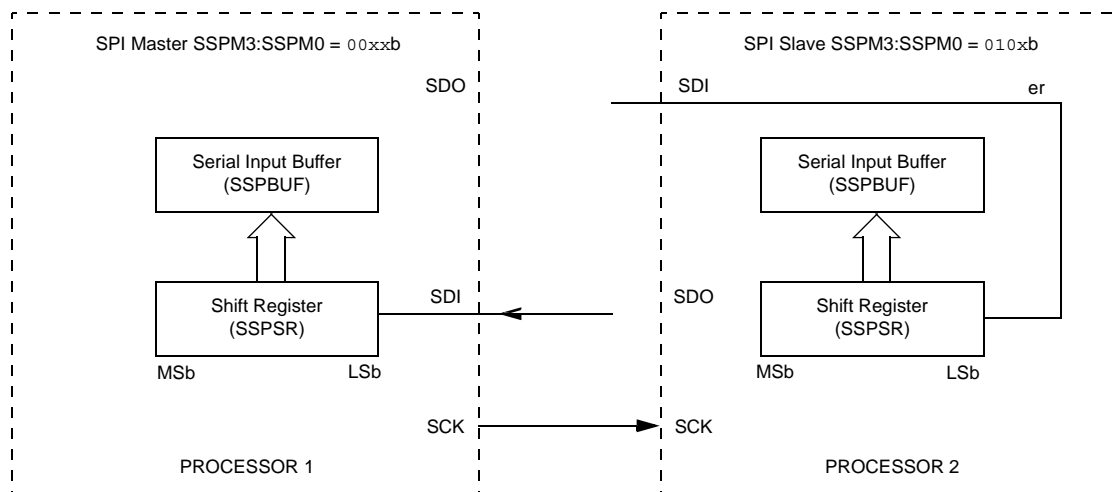 SPI Master SSPM3:SSPM0 = 00xxb
SDO
Serial Input Buffer
(SSPBUF)
Shift Register
(SSPSR)
MSb
LSb
SDI
SCK
PROCESSOR 1
SPI Slave SSPM3:SSPM0 = 010xb
SDI
er
Serial Input Buffer
(SSPBUF)
SDO
Shift Register
(SSPSR)
MSb
LSb
SCK
PROCESSOR 2